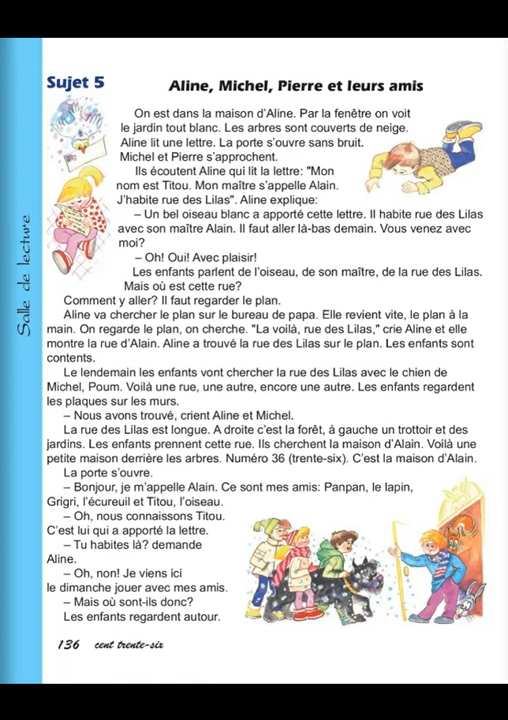 Salle de lecture
Sujet 5
Aline, Michel, Pierre et leurs amis
On est dans la maison d'Aline. Par la fenêtre on voit
le jardin tout blanc. Les arbres sont couverts de neige.
Aline lit une lettre. La porte s'ouvre sans bruit.
Michel et Pierre s'approchent.
Ils écoutent Aline qui lit la lettre: "Mon
nom est Titou. Mon maître s'appelle Alain.
J'habite rue des Lilas". Aline explique:
– Un bel oiseau blanc a apporté cette lettre. Il habite rue des Lilas
avec son maître Alain. Il faut aller là-bas demain. Vous venez avec
moi?
– Oh! Oui! Avec plaisir!
Les enfants parlent de l'oiseau, de son maître, de la rue des Lilas.
Mais où est cette rue?
Comment y aller? Il faut regarder le plan.
Aline va chercher le plan sur le bureau de papa. Elle revient vite, le plan à la
main. On regarde le plan, on cherche. "La voilà, rue des Lilas," crie Aline et elle
montre la rue d'Alain. Aline a trouvé la rue des Lilas sur le plan. Les enfants sont
contents.
Le lendemain les enfants vont chercher la rue des Lilas avec le chien de
Michel, Poum. Voilà une rue, une autre, encore une autre. Les enfants regardent
les plaques sur les murs.
– Nous avons trouvé, crient Aline et Michel.
La rue des Lilas est longue. A droite c'est la forêt, à gauche un trottoir et des
jardins. Les enfants prennent cette rue. Ils cherchent la maison d'Alain. Voilà une
petite maison derrière les arbres. Numéro 36 (trente-six). C'est la maison d'Alain.
La porte s'ouvre.
– Bonjour, je m'appelle Alain. Ce sont mes amis: Panpan, le lapin,
Grigri, l'écureuil et Titou, l'oiseau.
– Oh, nous connaissons Titou.
C'est lui qui a apporté la lettre.
– Tu habites là? demande
Aline.
– Oh, non! Je viens ici
le dimanche jouer avec mes amis.
– Mais où sont-ils donc?
Les enfants regardent autour.
136 cent trente-six